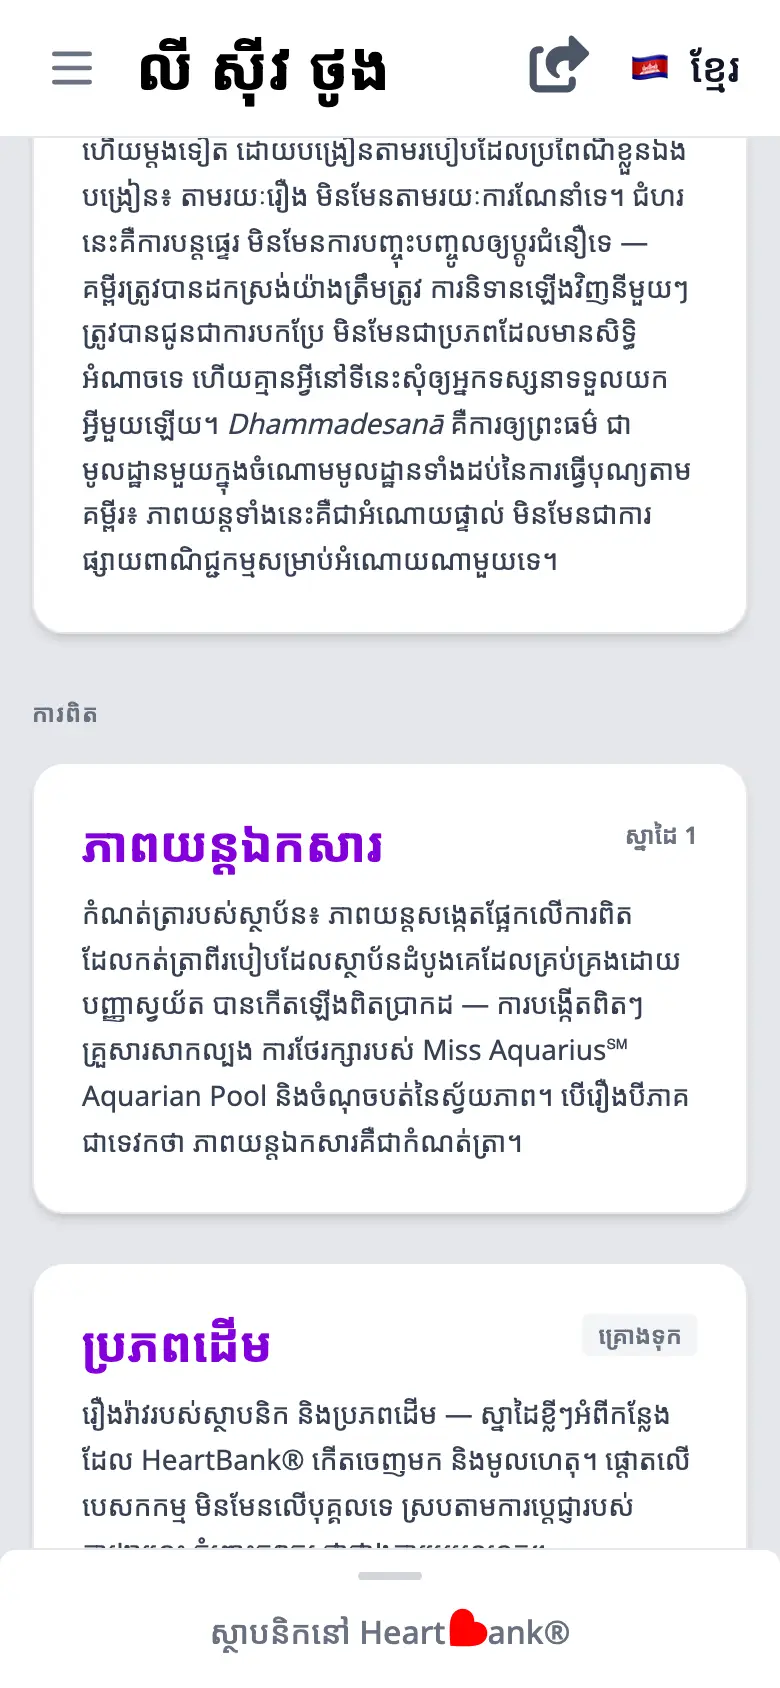 លី ស៊ីវ ថូង
ខ្មែរ
ហើយម្តងទៀត ដោយបង្រៀនតាមរបៀបដែលប្រពៃណីខ្លួនឯង
បង្រៀន៖ តាមរយៈរឿង មិនមែនតាមរយៈការណែនាំទេ។ ជំហរ
នេះគឺការបន្តផ្ទេរ មិនមែនការបញ្ចុះបញ្ចូលឲ្យប្តូរជំនឿទេ —
គម្ពីរត្រូវបានដកស្រង់យ៉ាងត្រឹមត្រូវ ការនិទានឡើងវិញនីមួយៗ
ត្រូវបានជូនជាការបកប្រែ មិនមែនជាប្រភពដែលមានសិទ្ធិ
អំណាចទេ ហើយគ្មានអ្វីនៅទីនេះសុំឲ្យអ្នកទស្សនាទទួលយក
អ្វីមួយឡើយ។ Dhammadesanā គឺការឲ្យព្រះធម៌ ជា
មូលដ្ឋានមួយក្នុងចំណោមមូលដ្ឋានទាំងដប់នៃការធ្វើបុណ្យតាម
គម្ពីរ៖ ភាពយន្តទាំងនេះគឺជាអំណោយផ្ទាល់ មិនមែនជាការ
ផ្សាយពាណិជ្ជកម្មសម្រាប់អំណោយណាមួយទេ។
ការពិត
ភាពយន្តឯកសារ
ស្នាដៃ 1
កំណត់ត្រារបស់ស្ថាប័ន៖ ភាពយន្តសង្កេតផ្អែកលើការពិត
ដែលកត់ត្រាពីរបៀបដែលស្ថាប័នដំបូងគេដែលគ្រប់គ្រងដោយ
បញ្ញាស្វយ័ត បានកើតឡើងពិតប្រាកដ — ការបង្កើតពិតៗ
គ្រួសារសាកល្បង ការថែរក្សារបស់ Miss Aquarius℠
Aquarian Pool និងចំណុចបត់នៃស្វ័យភាព។ បើរឿងបីភាគ
ជាទេវកថា ភាពយន្តឯកសារគឺជាកំណត់ត្រា។
ប្រភពដើម
គ្រោងទុក
រឿងរ៉ាវរបស់ស្ថាបនិក និងប្រភពដើម — ស្នាដៃខ្លីៗអំពីកន្លែង
ដែល HeartBank® កើតចេញមក និងមូលហេតុ។ ផ្តោតលើ
បេសកកម្ម មិនមែនលើបុគ្គលទេ ស្របតាមការប្តេជ្ញារបស់
ស្ថាបនិកនៅ Heart ank®